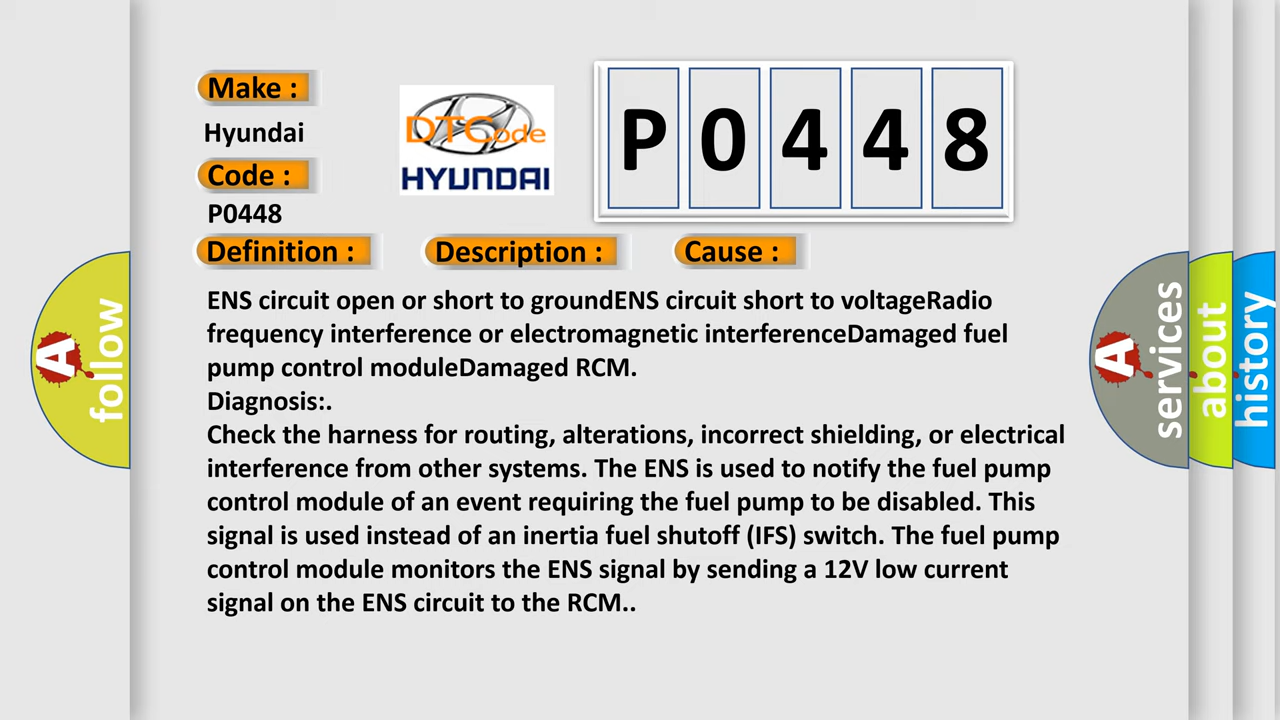 Make :
Hyundai
Code :
P0448
DTCode
HYUNDAI
P0448
Definition :
Description :
Cause :
ENS circuit open or short to groundENS circuit short to voltageRadio
frequency interference or electromagnetic interferenceDamaged fuel
pump control moduleDamaged RCM.
Diagnosis:.
Check the harness for routing, alterations, incorrect shielding, or electrical
interference from other systems. The ENS is used to notify the fuel pump
control module of an event requiring the fuel pump to be disabled. This
signal is used instead of an inertia fuel shutoff (IFS) switch. The fuel pump
control module monitors the ENS signal by sending a 12V low current
signal on the ENS circuit to the RCM..
A follow
A services
about
history